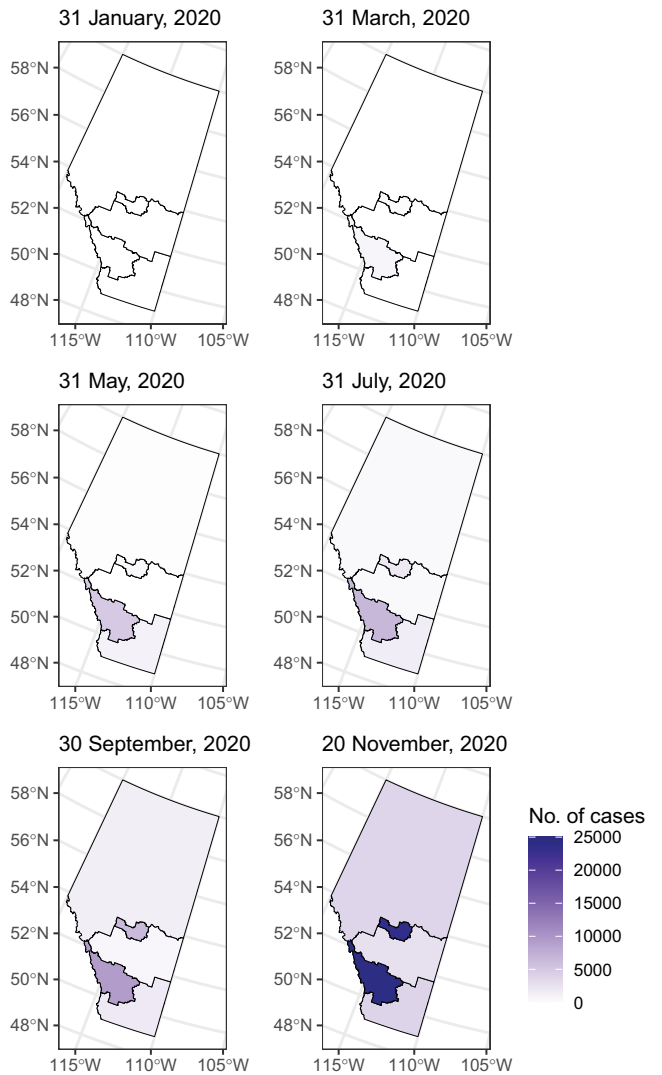 31 January, 2020
31 March, 2020
58°N
56°N
54°N
52°N
50°N
48°N
115°W 110°W 105°W
58°N
56°N
54°N
52°N
50°N
48°N
115°W 110°W 105°W
31 May, 2020
31 July, 2020
58°N
56°N
54°N
52°N
50°N
48°N
115°W 110°W 105°W
58°N
56°N
54°N
52°N
50°N
48°N
115°W 110°W 105°W
30 September, 2020
20 November, 2020
58°N
56°N
54°N
52°N
50°N
48°N
115°W 110°W 105°W
58°N
56°N
54°N
52°N
50°N
48°N
115°W 110°W 105°W
No. of cases
25000
20000
15000
10000
5000
0